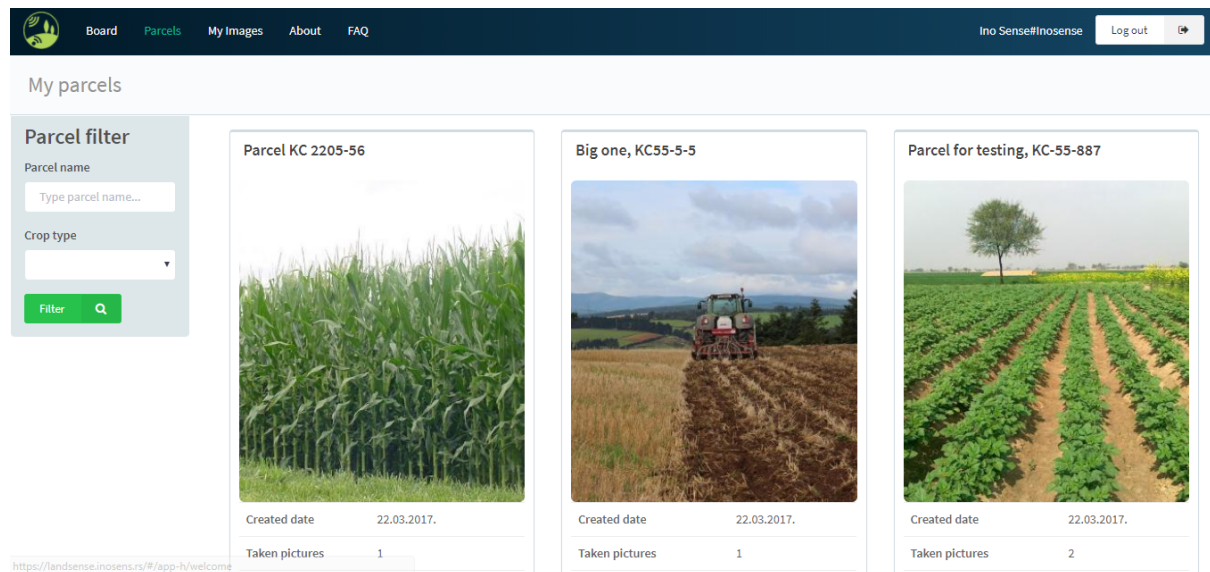 Board Parcels My Images About FAQ Ino Sense#Inosense Log out
My parcels
Parcel filter
Parcel name
Type parcel name...
Crop type
Filter
Parcel KC 2205-56
Created date 22.03.2017.
Taken pictures 1
Big one, KC55-5-5
Created date 22.03.2017.
Taken pictures 1
Parcel for testing, KC-55-887
Created date 22.03.2017.
Taken pictures 2
https://landsense.inosens.rs/#/app-h/welcome